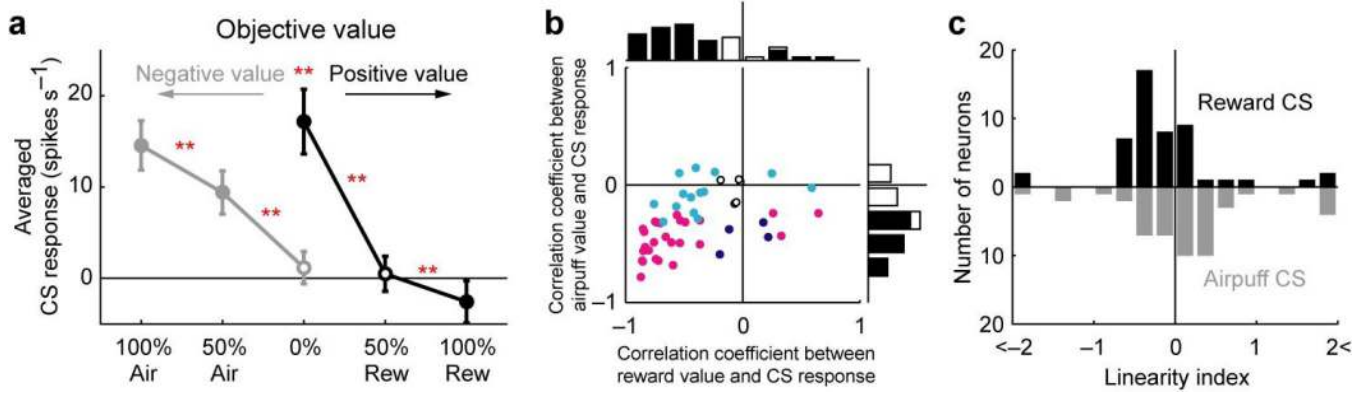 a
Objective value
Negative value
**
Positive value
**
**
**
**
20
10
0
Averaged
CS response (spikes s⁻¹)
100%
Air
50%
Air
0%
50%
Rew
100%
Rew
b
Correlation coefficient between
airpuff value and CS response
1
0
–1
–1
0
1
Correlation coefficient between
reward value and CS response
c
Number of neurons
20
10
0
10
20
Reward CS
Airpuff CS
<–2
–1
0
1
2<
Linearity index